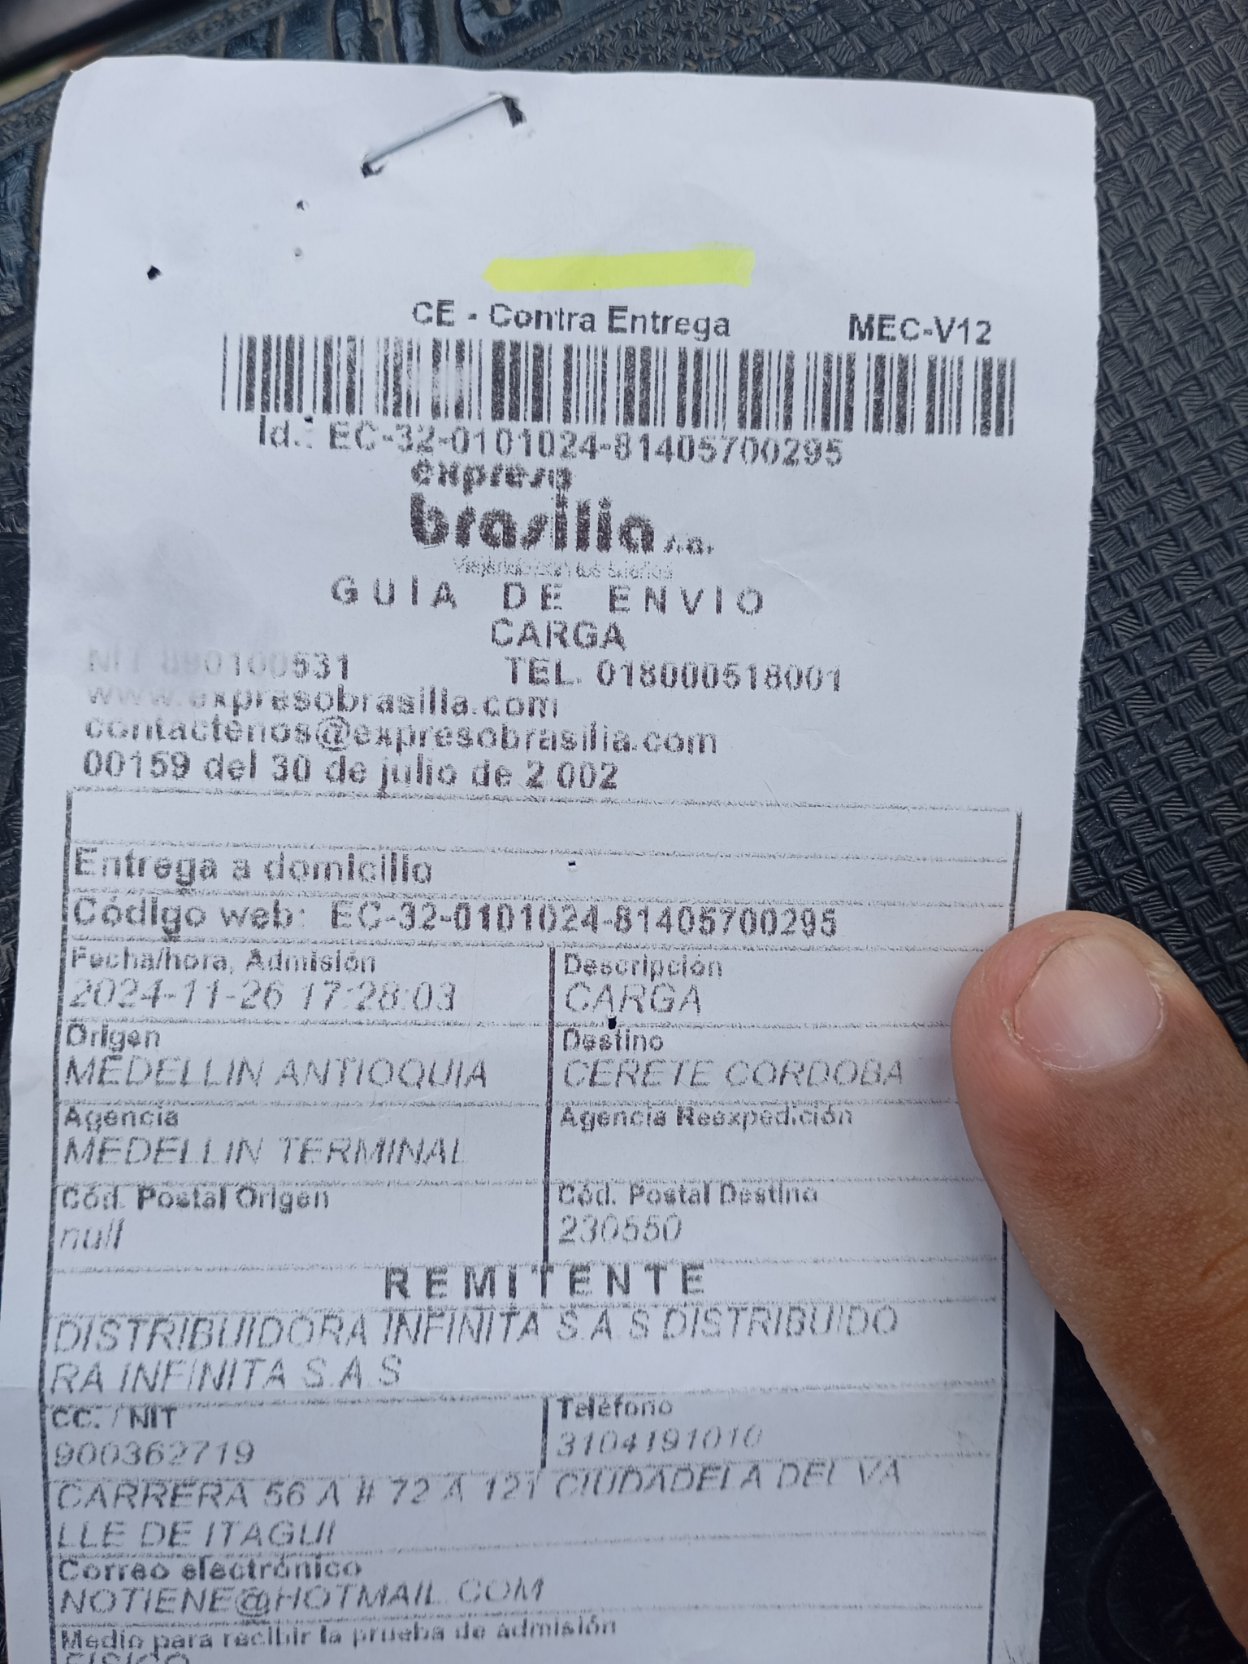 CE - Contra Entrega MEC-V12
Id.: EC-32-0101024-81405700295
expreso
brasilia s.a.
GUIA DE ENVIO
CARGA
NIT 890100531 TEL. 018000518001
www.expresobrasilia.com
contactenos@expresobrasilia.com
00159 del 30 de julio de 2 002
Entrega a domicilio
Código web: EC-32-0101024-81405700295
Fecha/hora, Admisión Descripción
2024-11-26 17:28:03 CARGA
Origen Destino
MEDELLIN ANTIOQUIA CERETE CORDOBA
Agencia Agencia Reexpedición
MEDELLIN TERMINAL
Cód. Postal Origen Cód. Postal Destino
null 230550
REMITENTE
DISTRIBUIDORA INFINITA S.A.S DISTRIBUIDO
RA INFINITA S.A.S
CC. / NIT Teléfono
900362719 3104191010
CARRERA 56 A # 72 A 121 CIUDADELA DEL VA
LLE DE ITAGUI
Correo electrónico
NOTIENE@HOTMAIL.COM
Medio para recibir la prueba de admisión
FISICO